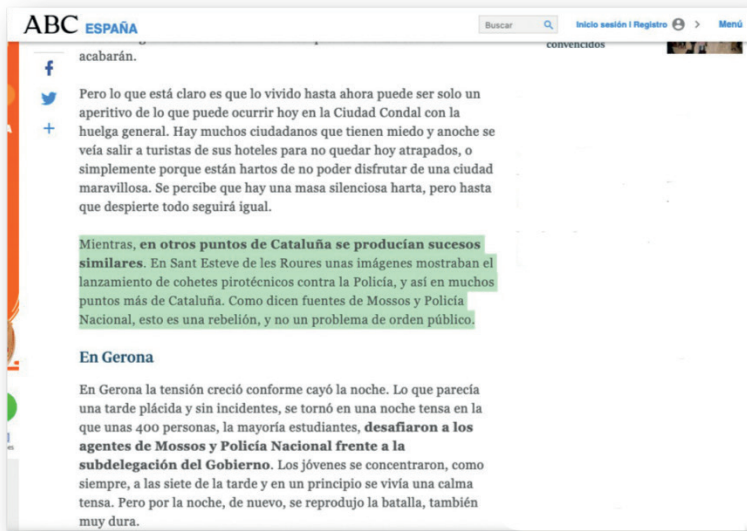 ABC ESPAÑA
Buscar
Inicio sesión | Registro
Menú
convencidos
acabarán.
Pero lo que está claro es que lo vivido hasta ahora puede ser solo un
aperitivo de lo que puede ocurrir hoy en la Ciudad Condal con la
huelga general. Hay muchos ciudadanos que tienen miedo y anoche se
veía salir a turistas de sus hoteles para no quedar hoy atrapados, o
simplemente porque están hartos de no poder disfrutar de una ciudad
maravillosa. Se percibe que hay una masa silenciosa harta, pero hasta
que despierte todo seguirá igual.
Mientras, en otros puntos de Cataluña se producían sucesos
similares. En Sant Esteve de les Roures unas imágenes mostraban el
lanzamiento de cohetes pirotécnicos contra la Policía, y así en muchos
puntos más de Cataluña. Como dicen fuentes de Mossos y Policía
Nacional, esto es una rebelión, y no un problema de orden público.
En Gerona
En Gerona la tensión creció conforme cayó la noche. Lo que parecía
una tarde plácida y sin incidentes, se tornó en una noche tensa en la
que unas 400 personas, la mayoría estudiantes, desafiaron a los
agentes de Mossos y Policía Nacional frente a la
subdelegación del Gobierno. Los jóvenes se concentraron, como
siempre, a las siete de la tarde y en un principio se vivía una calma
tensa. Pero por la noche, de nuevo, se reprodujo la batalla, también
muy dura.